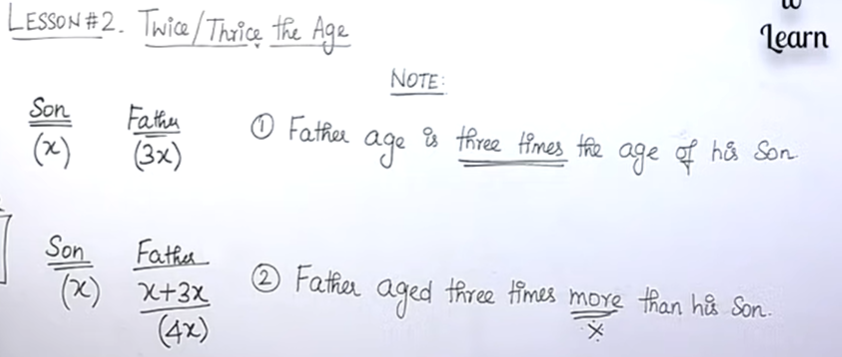 to
Learn
LESSON #2. Twice/Thrice the Age
NOTE:
Son Father
(x) (3x)
① Father age is three times the age of his Son.
Son Father
(x) x+3x
(4x)
② Father aged three times more than his Son.
x